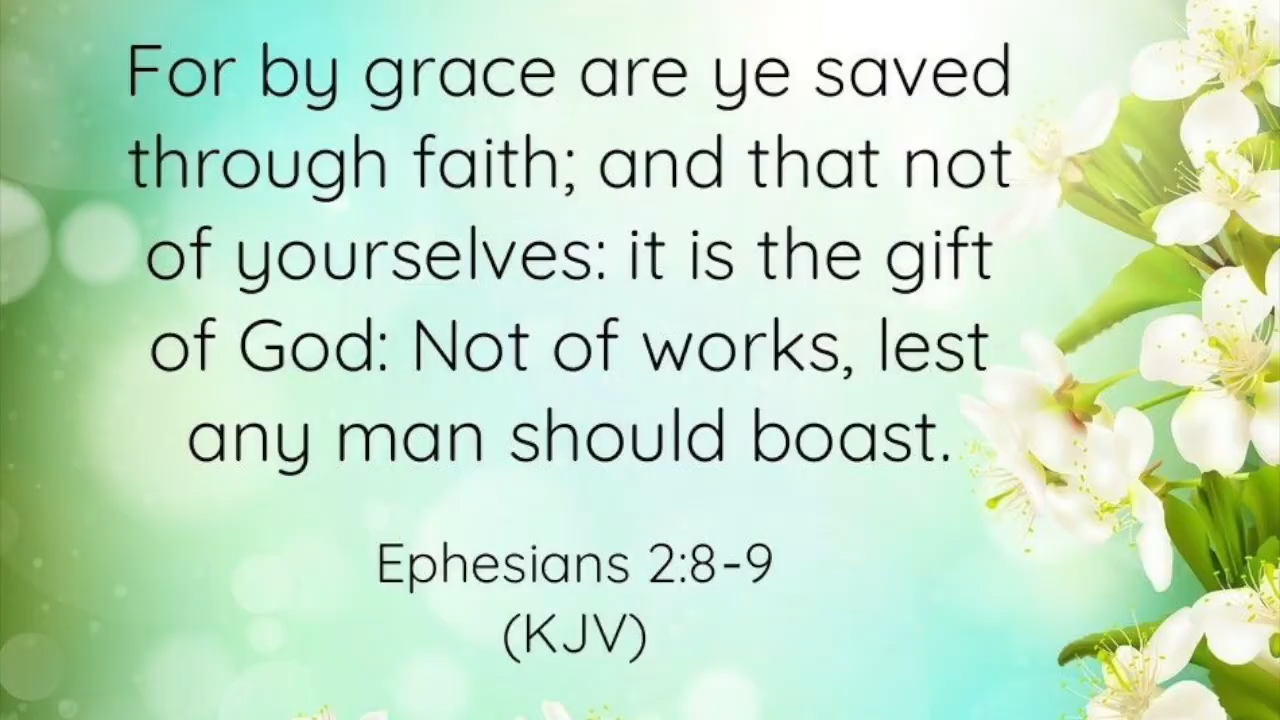 For by grace are ye saved
through faith; and that not
of yourselves: it is the gift
of God: Not of works, lest
any man should boast.
Ephesians 2:8-9
(KJV)